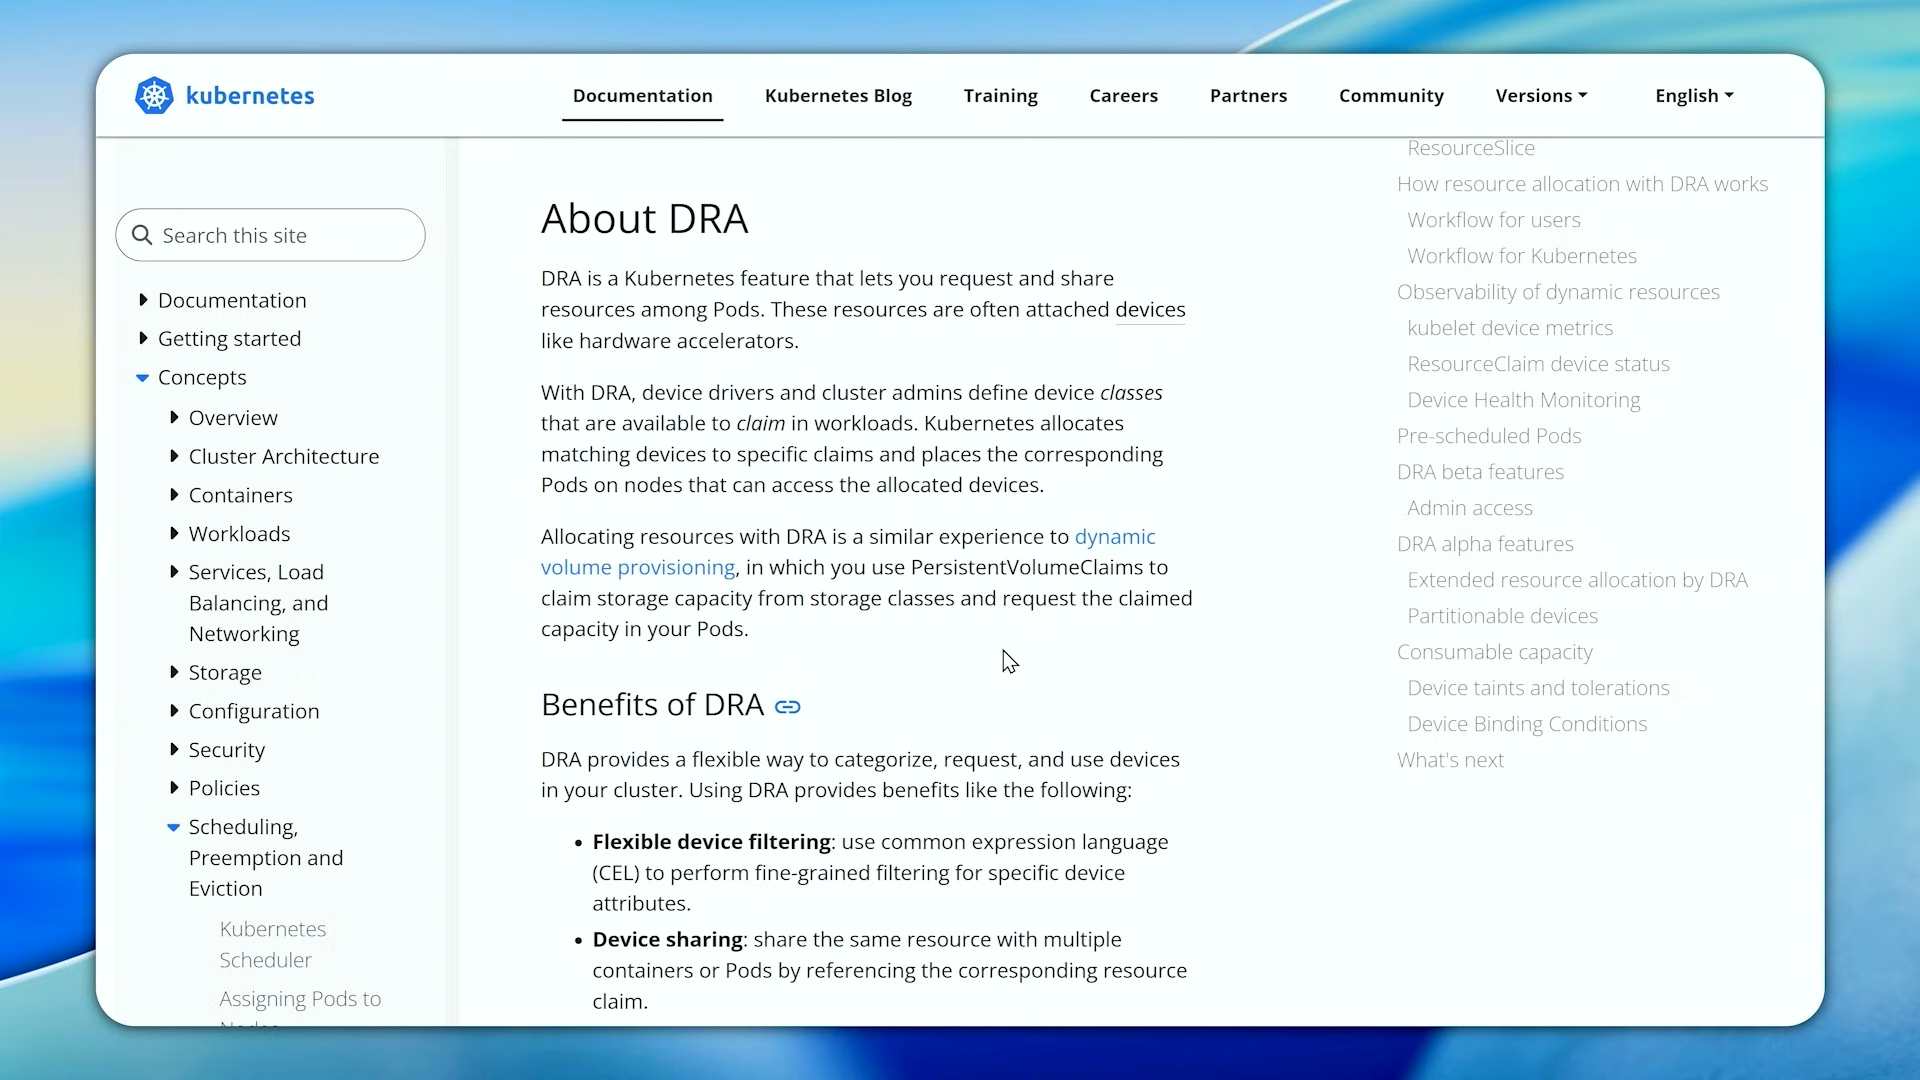 kubernetes
Documentation
Kubernetes Blog
Training
Careers
Partners
Community
Versions
English
Search this site
Documentation
Getting started
Concepts
Overview
Cluster Architecture
Containers
Workloads
Services, Load
Balancing, and
Networking
Storage
Configuration
Security
Policies
Scheduling,
Preemption and
Eviction
Kubernetes
Scheduler
Assigning Pods to
Nodes
About DRA
DRA is a Kubernetes feature that lets you request and share
resources among Pods. These resources are often attached devices
like hardware accelerators.
With DRA, device drivers and cluster admins define device classes
that are available to claim in workloads. Kubernetes allocates
matching devices to specific claims and places the corresponding
Pods on nodes that can access the allocated devices.
Allocating resources with DRA is a similar experience to dynamic
volume provisioning, in which you use PersistentVolumeClaims to
claim storage capacity from storage classes and request the claimed
capacity in your Pods.
Benefits of DRA
DRA provides a flexible way to categorize, request, and use devices
in your cluster. Using DRA provides benefits like the following:
• Flexible device filtering: use common expression language
(CEL) to perform fine-grained filtering for specific device
attributes.
• Device sharing: share the same resource with multiple
containers or Pods by referencing the corresponding resource
claim.
ResourceSlice
How resource allocation with DRA works
Workflow for users
Workflow for Kubernetes
Observability of dynamic resources
kubelet device metrics
ResourceClaim device status
Device Health Monitoring
Pre-scheduled Pods
DRA beta features
Admin access
DRA alpha features
Extended resource allocation by DRA
Partitionable devices
Consumable capacity
Device taints and tolerations
Device Binding Conditions
What's next